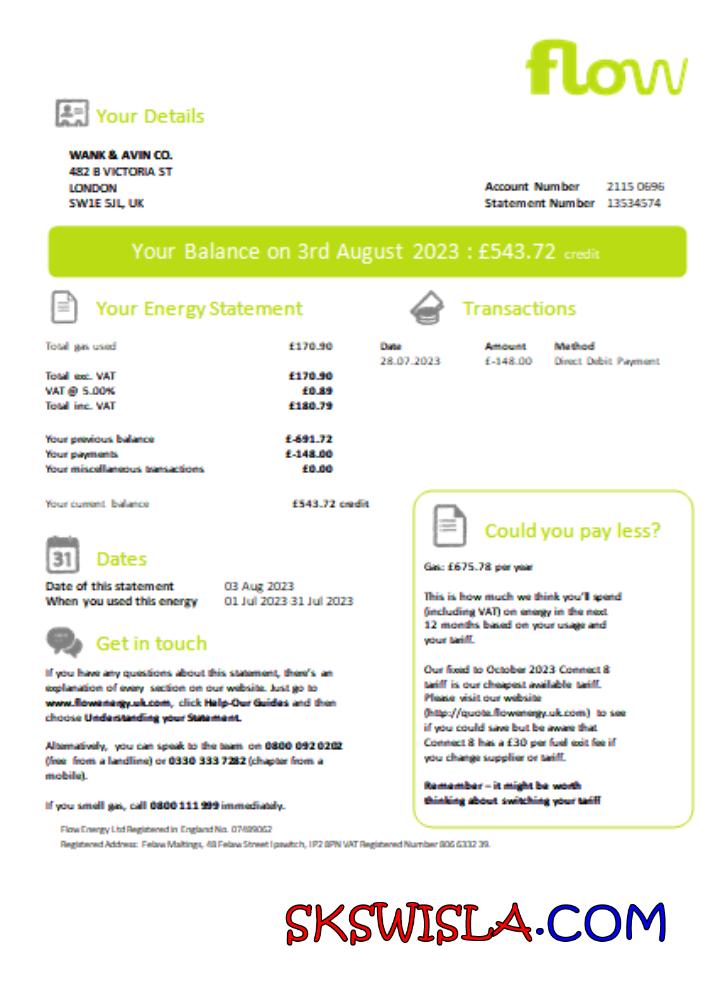 flow
Your Details
WANK & AVIN CO.
482 B VICTORIA ST
LONDON
SW1E 5JL, UK
Account Number 2115 0696
Statement Number 13534574
Your Balance on 3rd August 2023 : £543.72 credit
Your Energy Statement
Total gas used £170.90
Total exc. VAT £170.90
VAT @ 5.00% £0.89
Total inc. VAT £180.79
Your previous balance £-691.72
Your payments £-148.00
Your miscellaneous transactions £0.00
Your current balance £543.72 credit
Transactions
Date Amount Method
28.07.2023 £-148.00 Direct Debit Payment
31 Dates
Date of this statement 03 Aug 2023
When you used this energy 01 Jul 2023 31 Jul 2023
Get in touch
If you have any questions about this statement, there's an
explanation of every section on our website. Just go to
www.flowenergy.uk.com, click Help-Our Guides and then
choose Understanding your Statement.
Alternatively, you can speak to the team on 0800 092 0202
(free from a landline) or 0330 333 7282 (chapter from a
mobile).
If you smell gas, call 0800 111 999 immediately.
Could you pay less?
Gas: £675.78 per year
This is how much we think you'll spend
(including VAT) on energy in the next
12 months based on your usage and
your tariff.
Our fixed to October 2023 Connect 8
tariff is our cheapest available tariff.
Please visit our website
(http://quote.flowenergy.uk.com) to see
if you could save but be aware that
Connect 8 has a £30 per fuel exit fee if
you change supplier or tariff.
Remember – it might be worth
thinking about switching your tariff
Flow Energy Ltd Registered in England No. 07489062
Registered Address: Felaw Maltings, 48 Felaw Street Ipswitch, IP2 8PN VAT Registered Number 806 6332 39.
SKSWISLA.COM